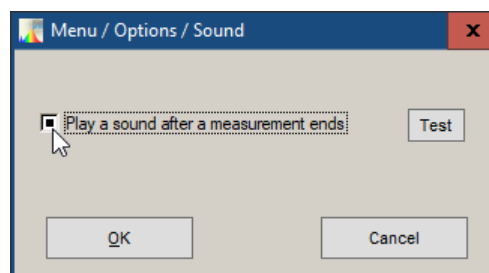 Menu / Options / Sound
x
Play a sound after a measurement ends
Test
OK
Cancel